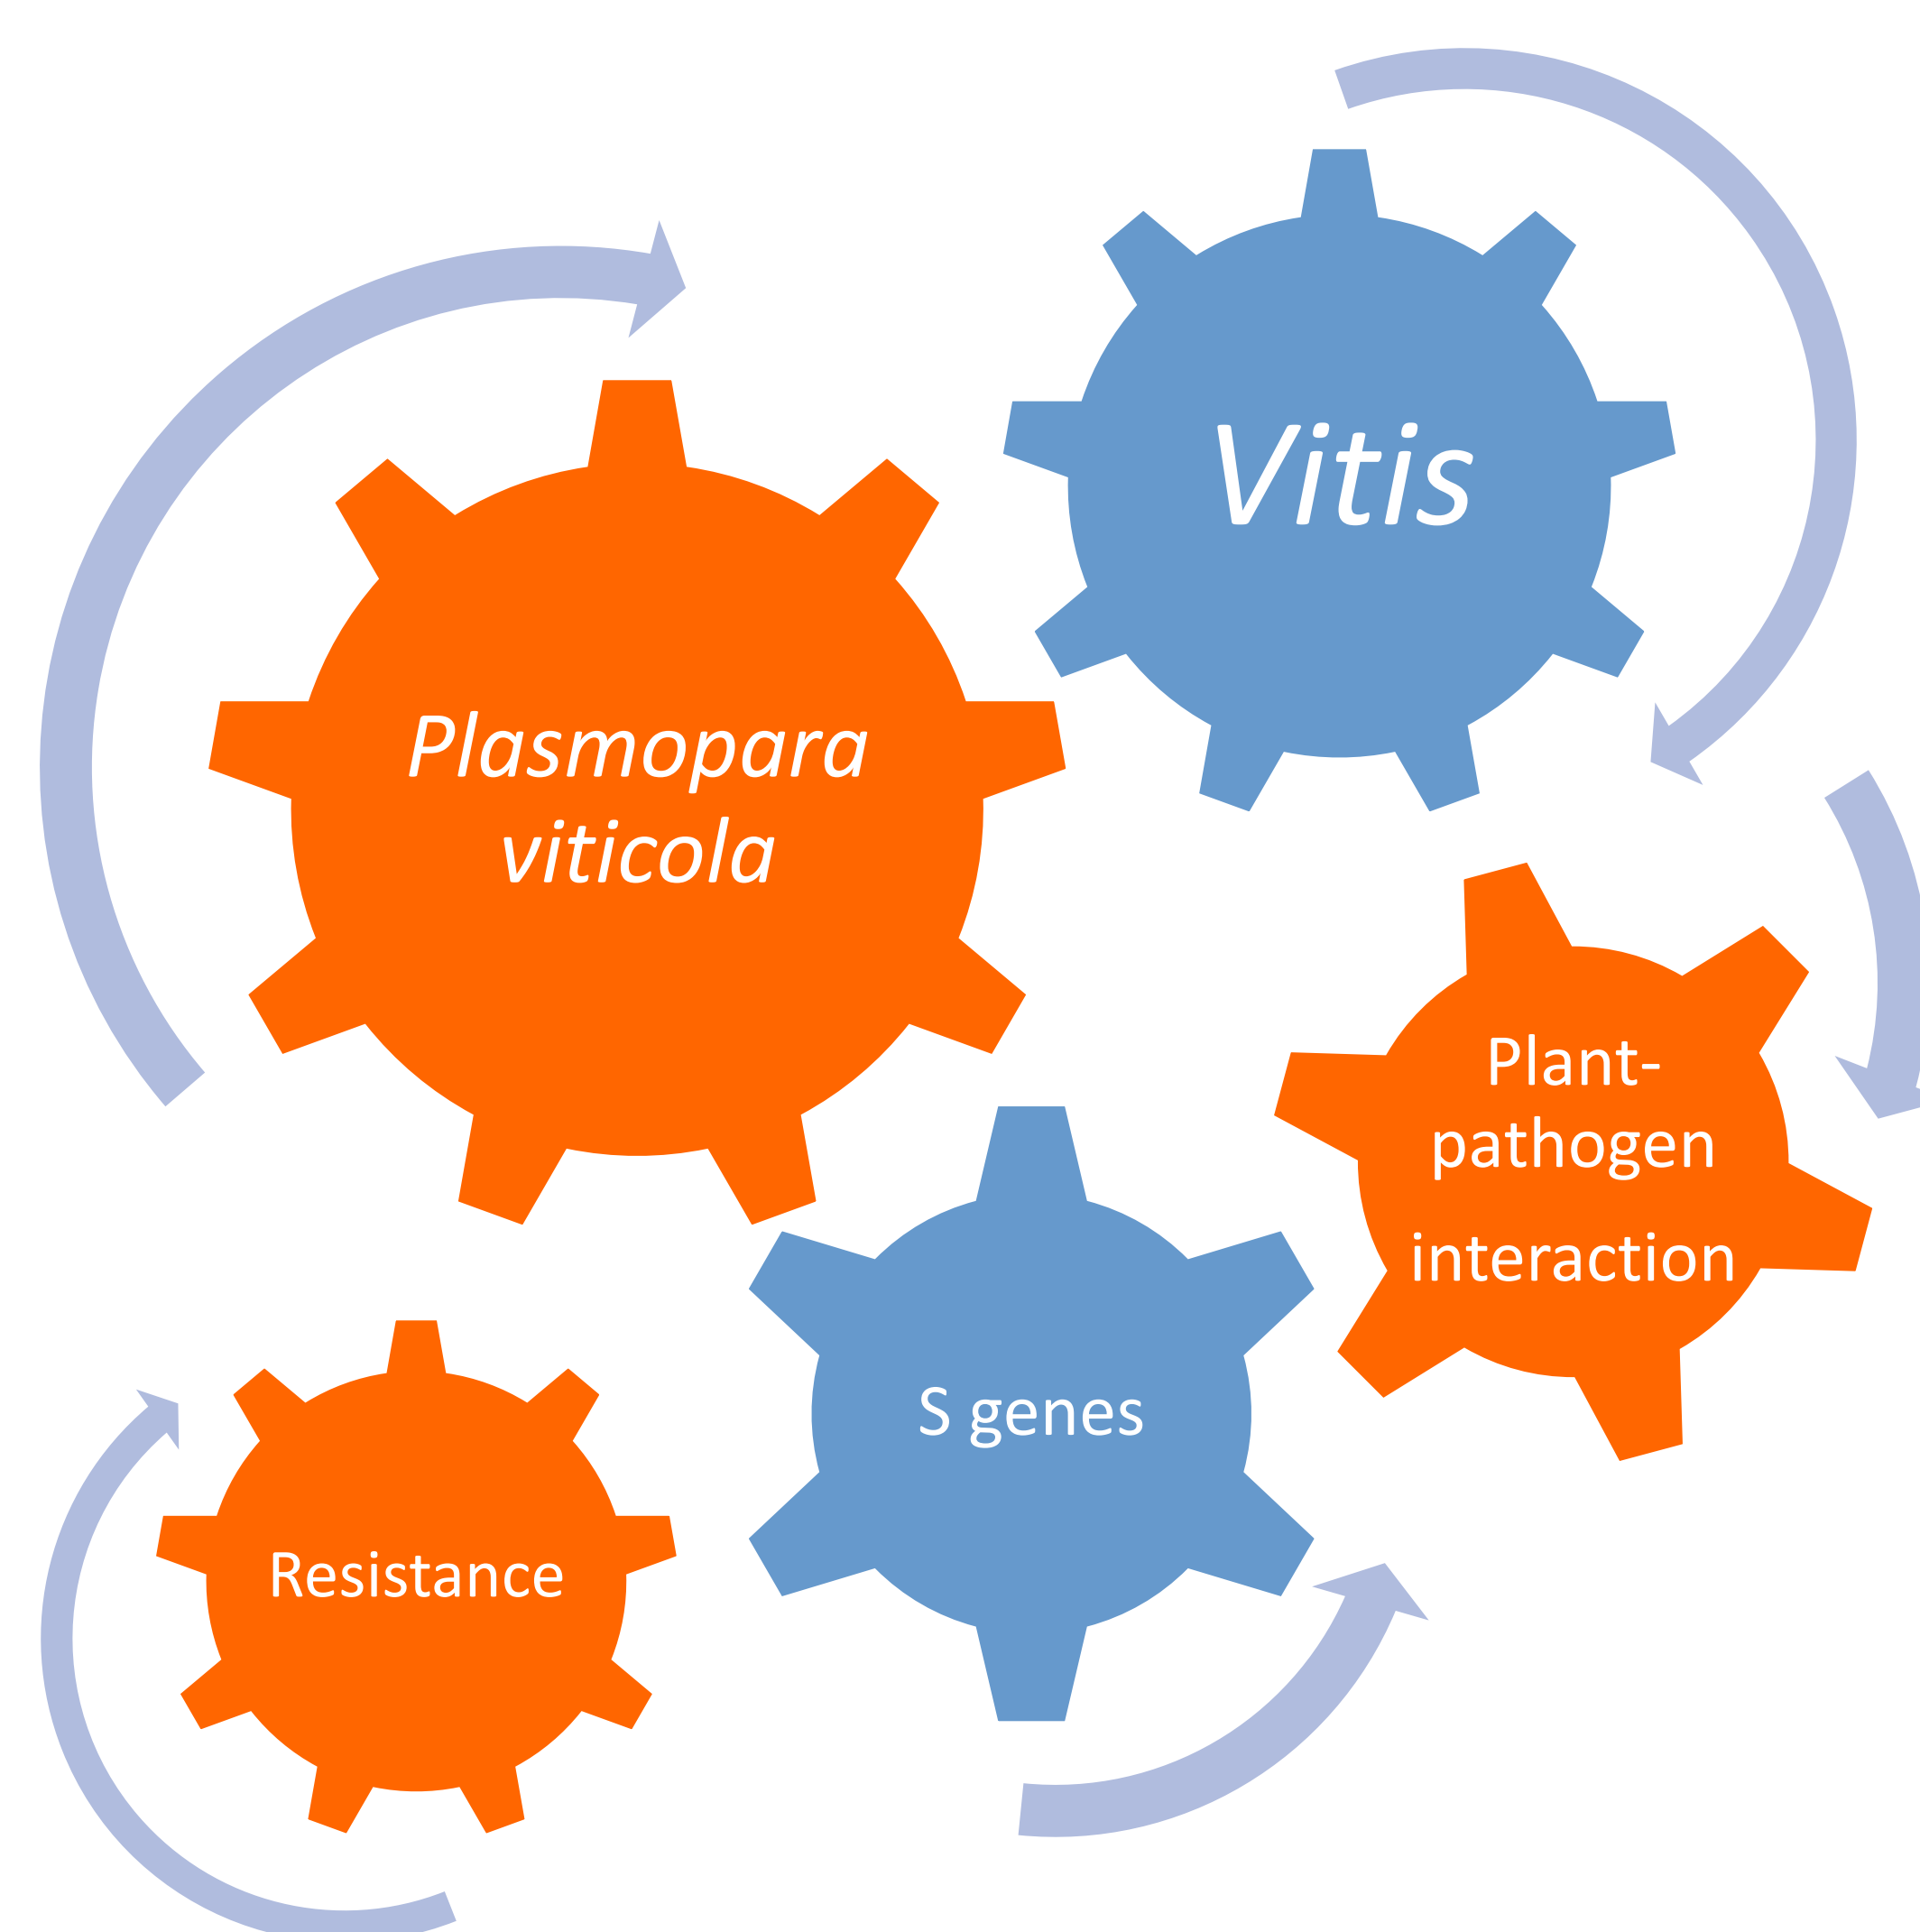 Vitis
Plasmopara
viticola
Plant-
pathogen
interaction
S genes
Resistance